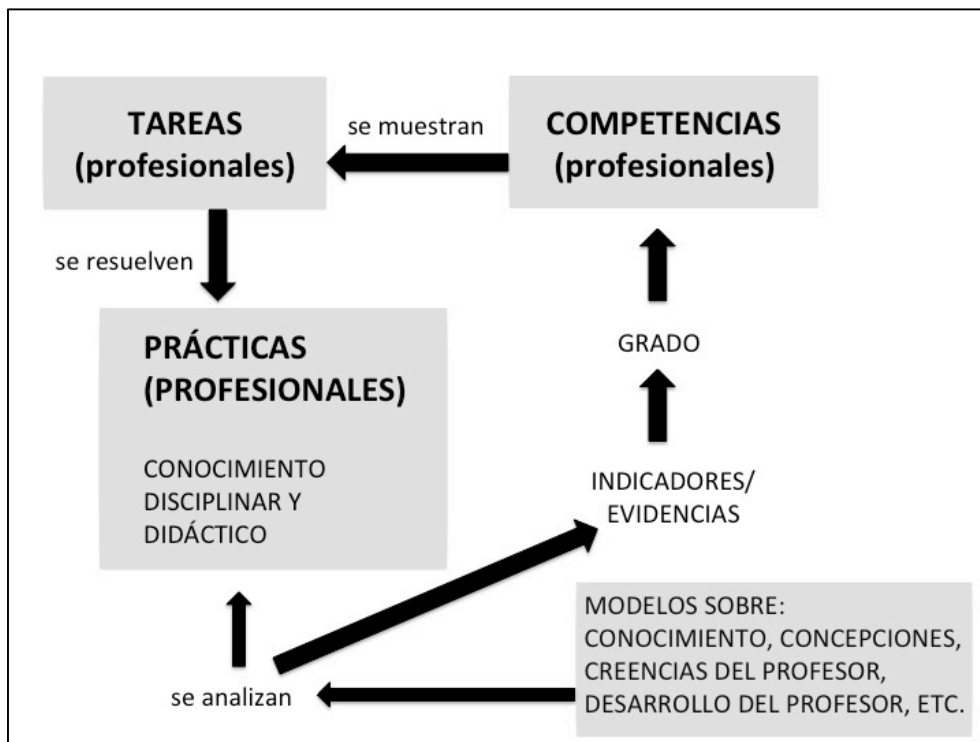 TAREAS
(profesionales)
se muestran
COMPETENCIAS
(profesionales)
se resuelven
PRÁCTICAS
(PROFESIONALES)
CONOCIMIENTO
DISCIPLINAR Y
DIDÁCTICO
GRADO
INDICADORES/
EVIDENCIAS
se analizan
MODELOS SOBRE:
CONOCIMIENTO, CONCEPCIONES,
CREENCIAS DEL PROFESOR,
DESARROLLO DEL PROFESOR, ETC.